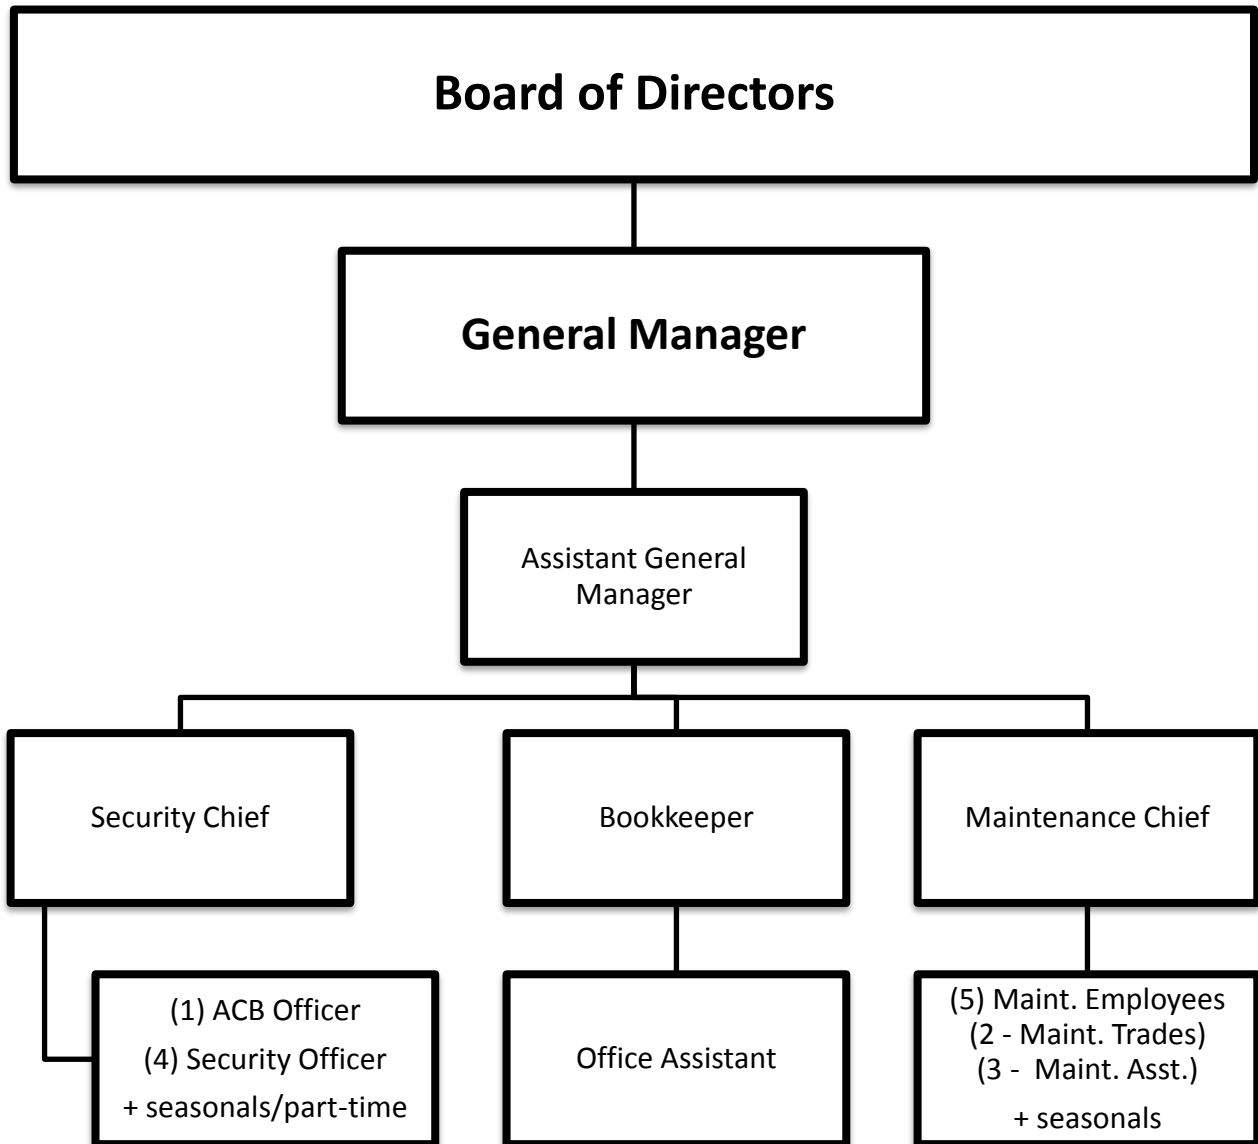 Board of Directors
General Manager
Assistant General
Manager
Security Chief
Bookkeeper
Maintenance Chief
(1) ACB Officer
(4) Security Officer
+ seasonals/part-time
Office Assistant
(5) Maint. Employees
(2 - Maint. Trades)
(3 - Maint. Asst.)
+ seasonals